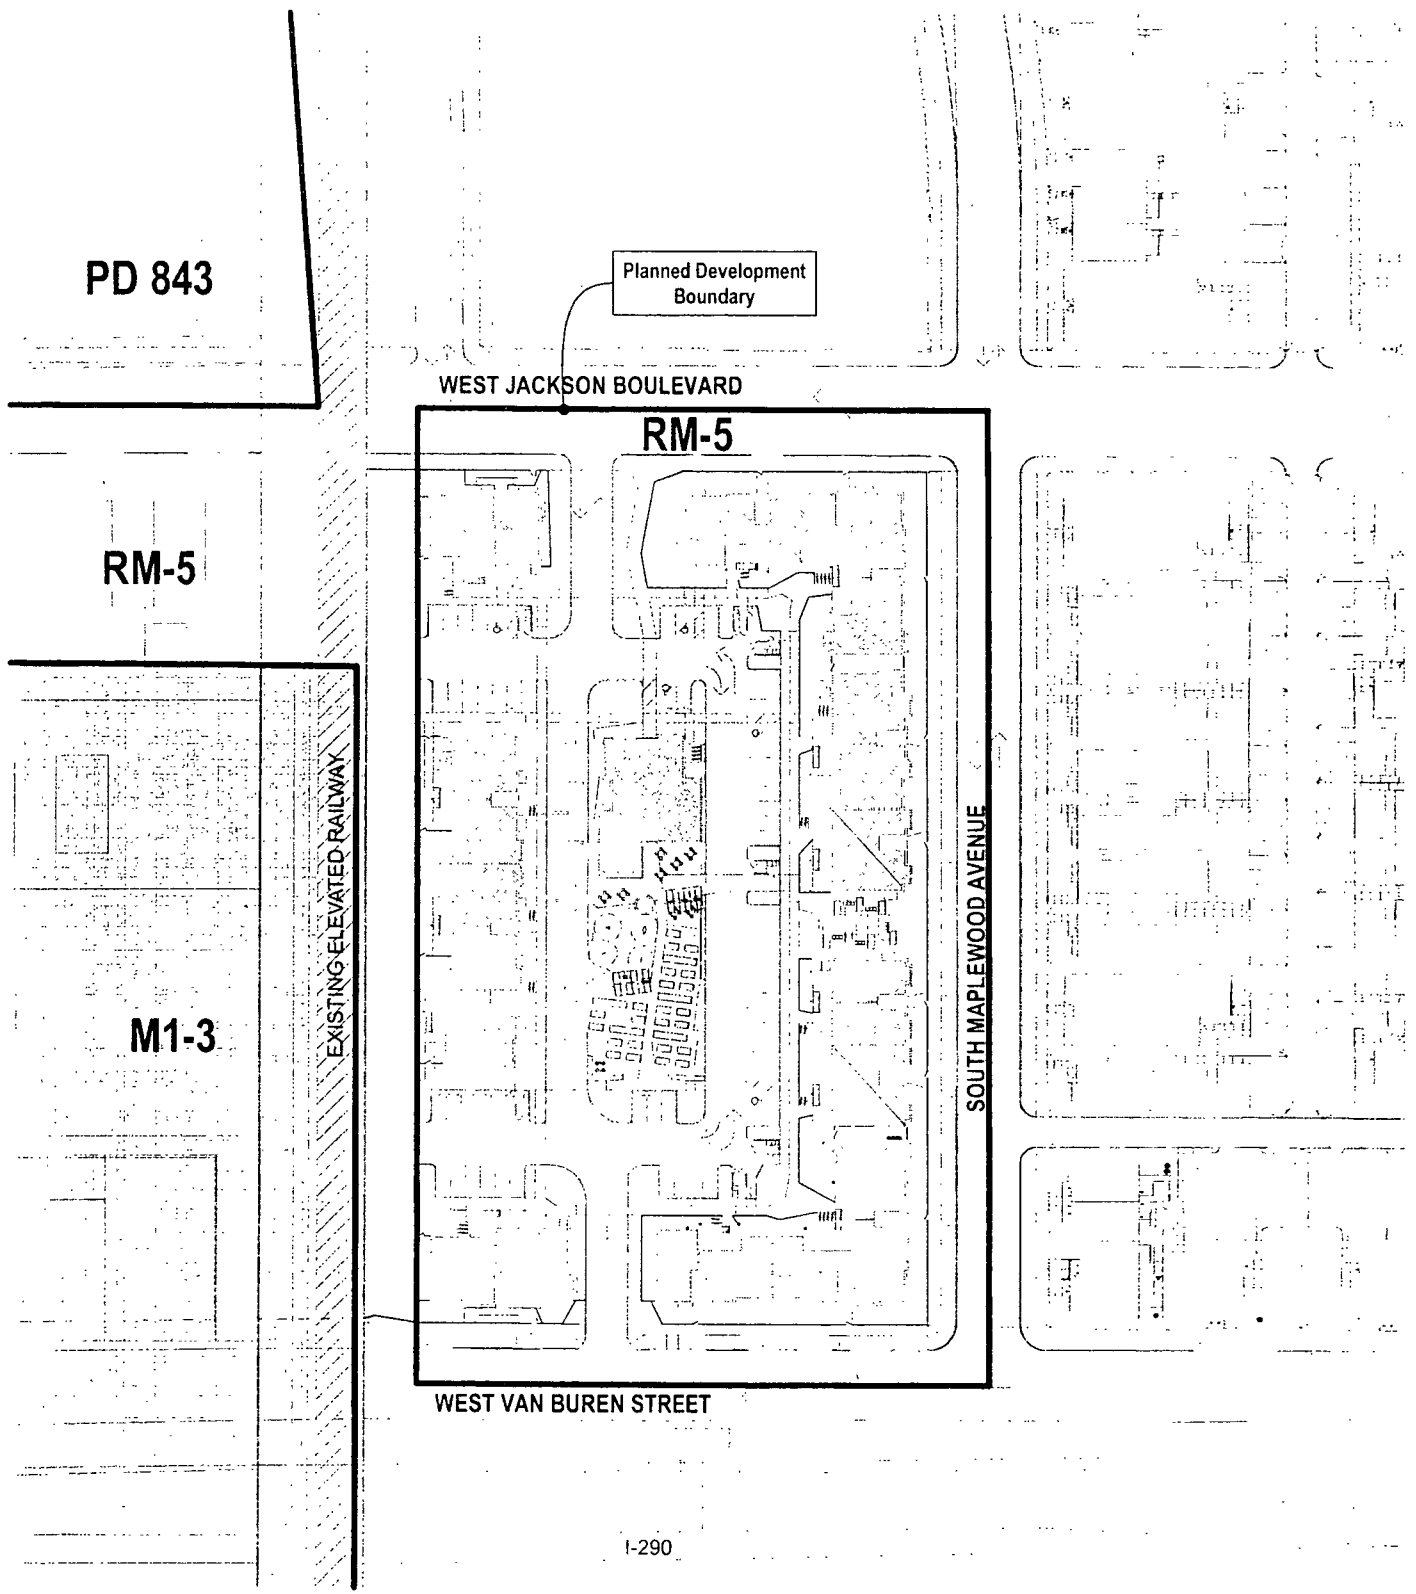 PD 843
Planned Development
Boundary
WEST JACKSON BOULEVARD
RM-5
RM-5
EXISTING ELEVATED RAILWAY
SOUTH MAPLEWOOD AVENUE
M1-3
WEST VAN BUREN STREET
I-290